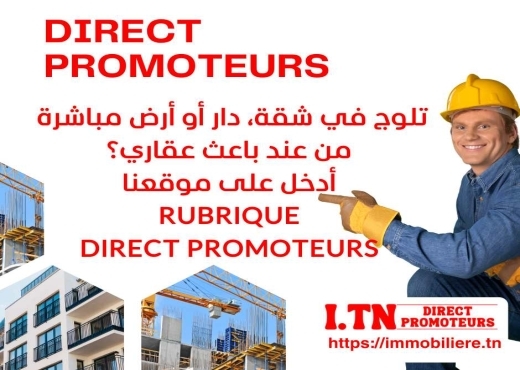 DIRECT
PROMOTEURS
تلوج في شقة، دار أو أرض مباشرة
من عند باعث عقاري؟
أدخل على موقعنا
RUBRIQUE
DIRECT PROMOTEURS
I.TN DIRECT
PROMOTEURS
https://immobiliere.tn